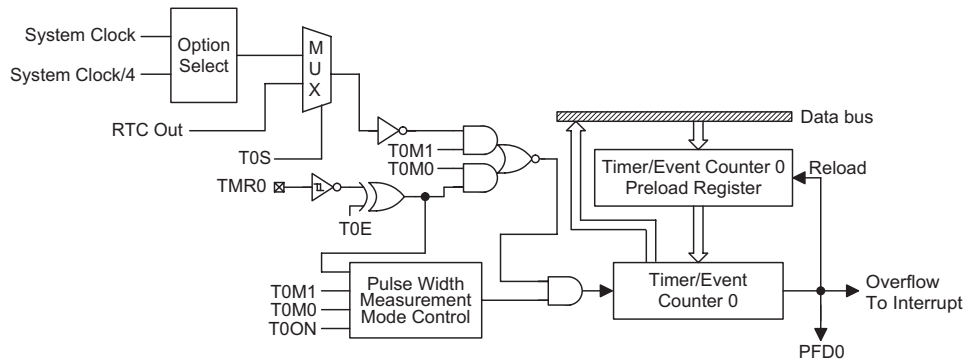 System Clock
System Clock/4
Option
Select
M
U
X
RTC Out
T0S
TMR0
T0E
T0M1
T0M0
T0M1
T0M0
T0ON
Pulse Width
Measurement
Mode Control
Data bus
Timer/Event Counter 0
Preload Register
Reload
Timer/Event
Counter 0
Overflow
To Interrupt
PFD0